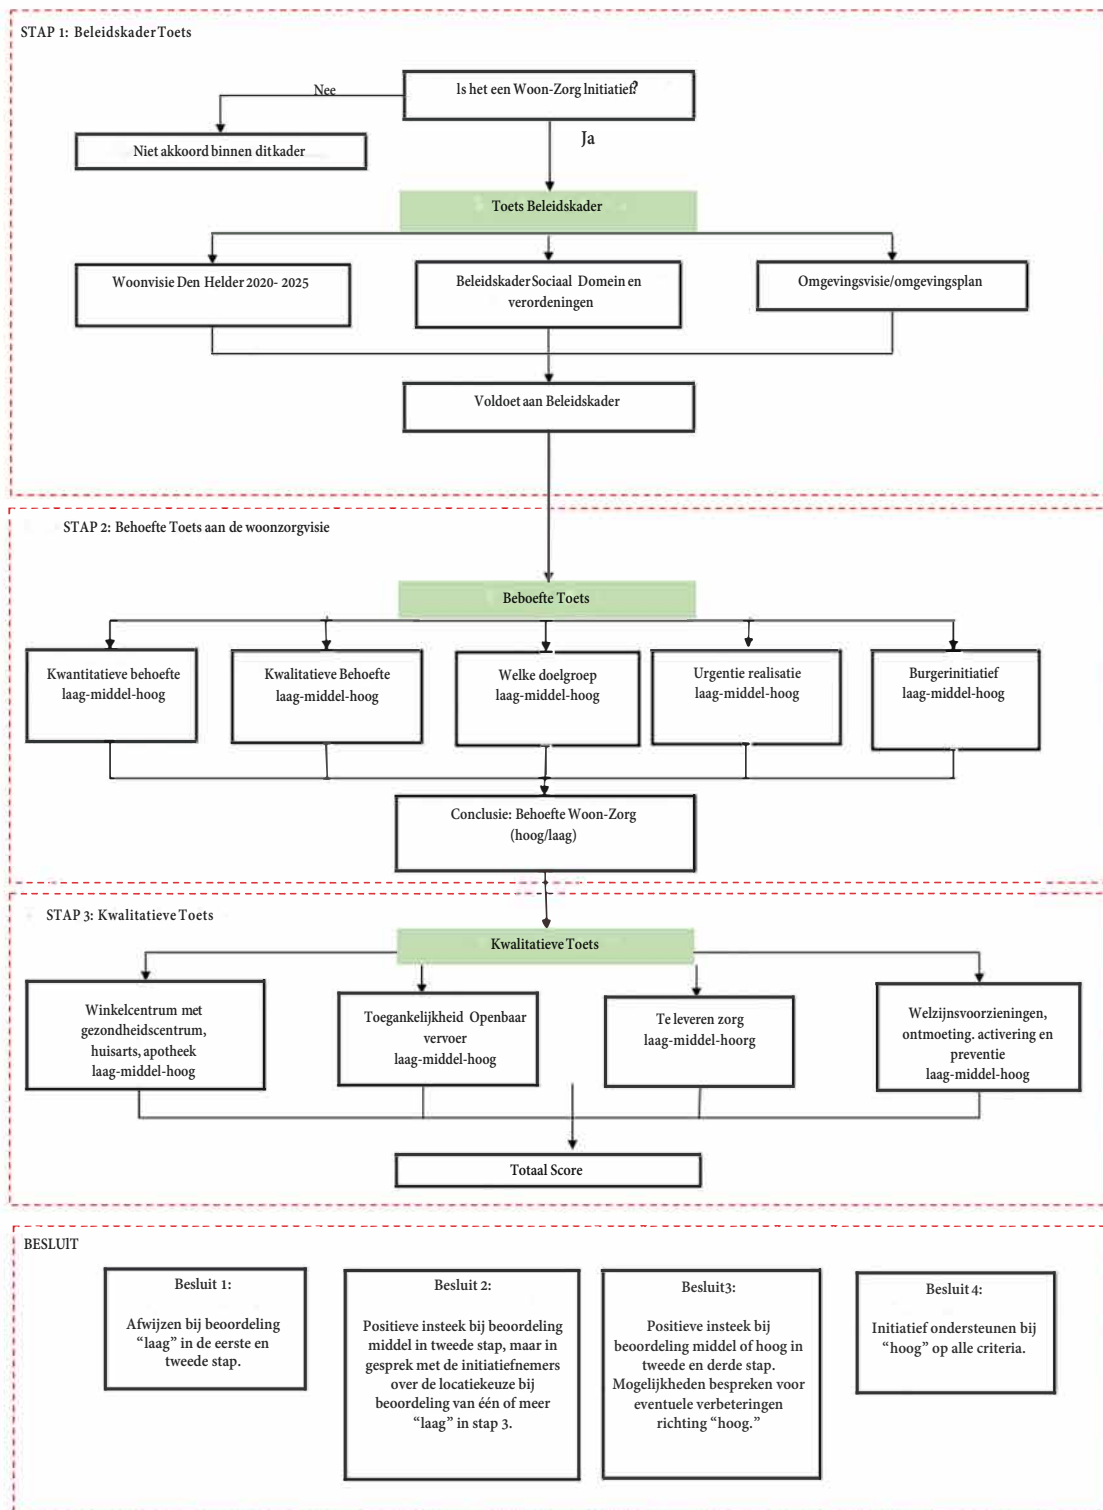 STAP 1: Beleidskader Toets
Is het een Woon-Zorg Initiatief?
Nee
Ja
Niet akkoord binnen ditkader
Toets Beleidskader
Woonvisie Den Helder 2020- 2025
Beleidskader Sociaal Domein en
verordeningen
Omgevingsvisie/omgevingsplan
Voldoet aan Beleidskader
STAP 2: Behoefte Toets aan de woonzorgvisie
Beboefte Toets
Kwantitatieve behoefte
laag-middel-hoog
Kwalitatieve Behoefte
laag-middel-hoog
Welke doelgroep
laag-middel-hoog
Urgentie realisatie
laag-middel-hoog
Burgerinitiatief
laag-middel-hoog
Conclusie: Behoefte Woon-Zorg
(hoog/laag)
STAP 3: Kwalitatieve Toets
Kwalitatieve Toets
Winkelcentrum met
gezondheidscentrum,
huisarts, apotheek
laag-middel-hoog
Toegankelijkheid Openbaar
vervoer
laag-middel-hoog
Te leveren zorg
laag-middel-hoorg
Welzijnsvoorzieningen,
ontmoeting. activering en
preventie
laag-middel-hoog
Totaal Score
BESLUIT
Besluit 1:
Afwijzen bij beoordeling
“laag” in de eerste en
tweede stap.
Besluit 2:
Positieve insteek bij beoordeling
middel in tweede stap, maar in
gesprek met de initiatiefnemers
over de locatiekeuze bij
beoordeling van één of meer
“laag” in stap 3.
Besluit3:
Positieve insteek bij
beoordeling middel of hoog in
tweede en derde stap.
Mogelijkheden bespreken voor
eventuele verbeteringen
richting “hoog.”
Besluit 4:
Initiatief ondersteunen bij
“hoog” op alle criteria.